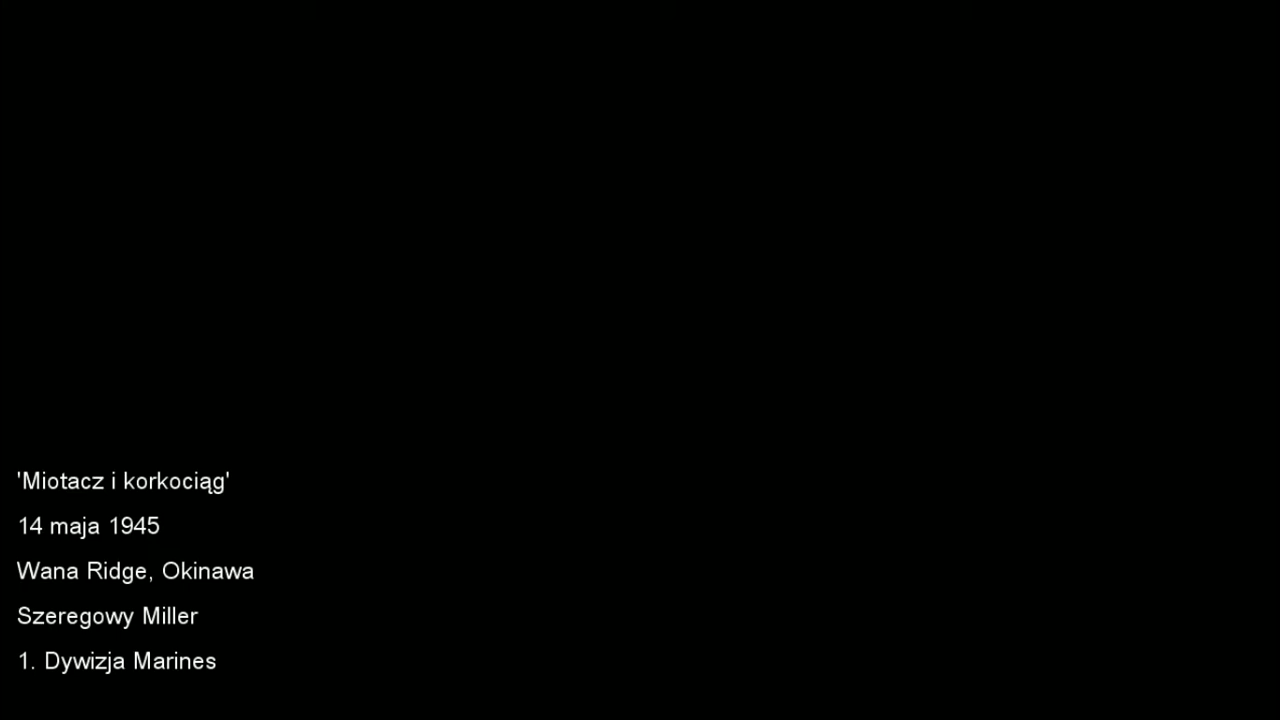 'Miotacz i korkociąg'
14 maja 1945
Wana Ridge, Okinawa
Szeregowy Miller
1. Dywizja Marines